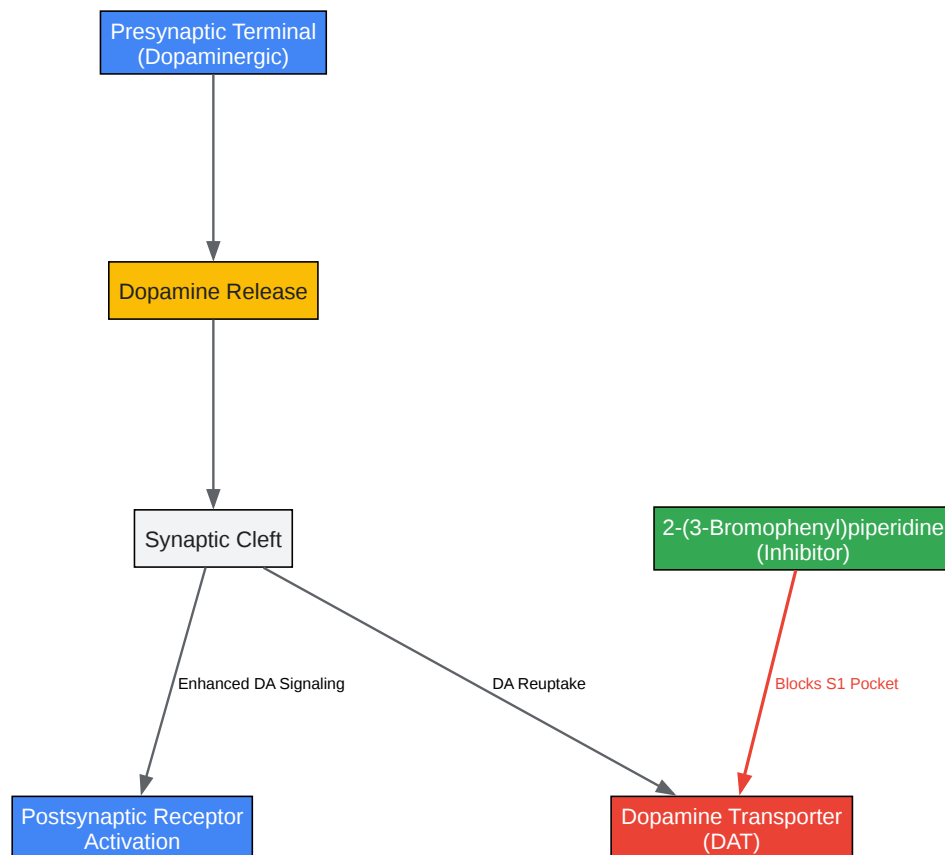 Presynaptic Terminal
(Dopaminergic)
Dopamine Release
Synaptic Cleft
2-(3-Bromophenyl)piperidine
(Inhibitor)
Enhanced DA Signaling
DA Reuptake
Blocks S1 Pocket
Postsynaptic Receptor
Activation
Dopamine Transporter
(DAT)